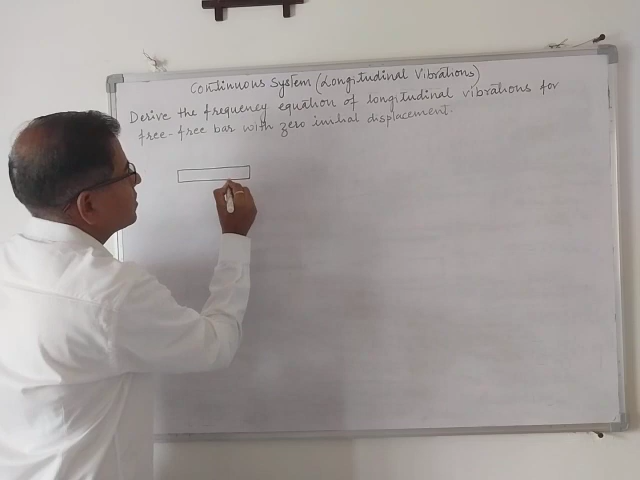 Continuous System (Longitudinal Vibrations)
Derive the frequency equation of longitudinal vibrations for
free-free bar with zero initial displacement.